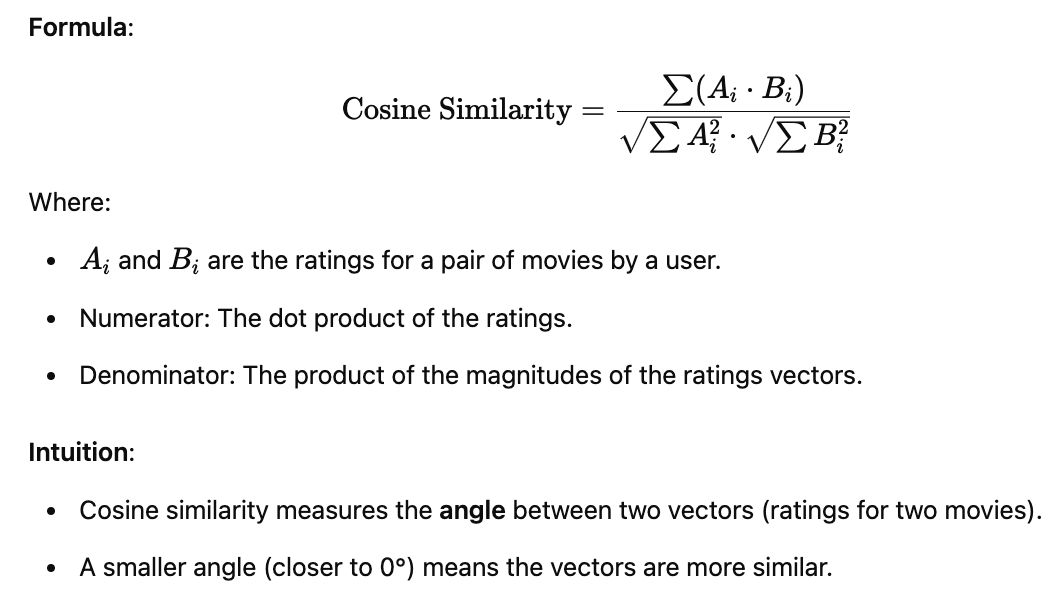 Formula:
Cosine Similarity = \frac{\sum (A_i \cdot B_i)}{\sqrt{\sum A_i^2} \cdot \sqrt{\sum B_i^2}}
Where:
• A_i and B_i are the ratings for a pair of movies by a user.
• Numerator: The dot product of the ratings.
• Denominator: The product of the magnitudes of the ratings vectors.
Intuition:
• Cosine similarity measures the angle between two vectors (ratings for two movies).
• A smaller angle (closer to 0°) means the vectors are more similar.